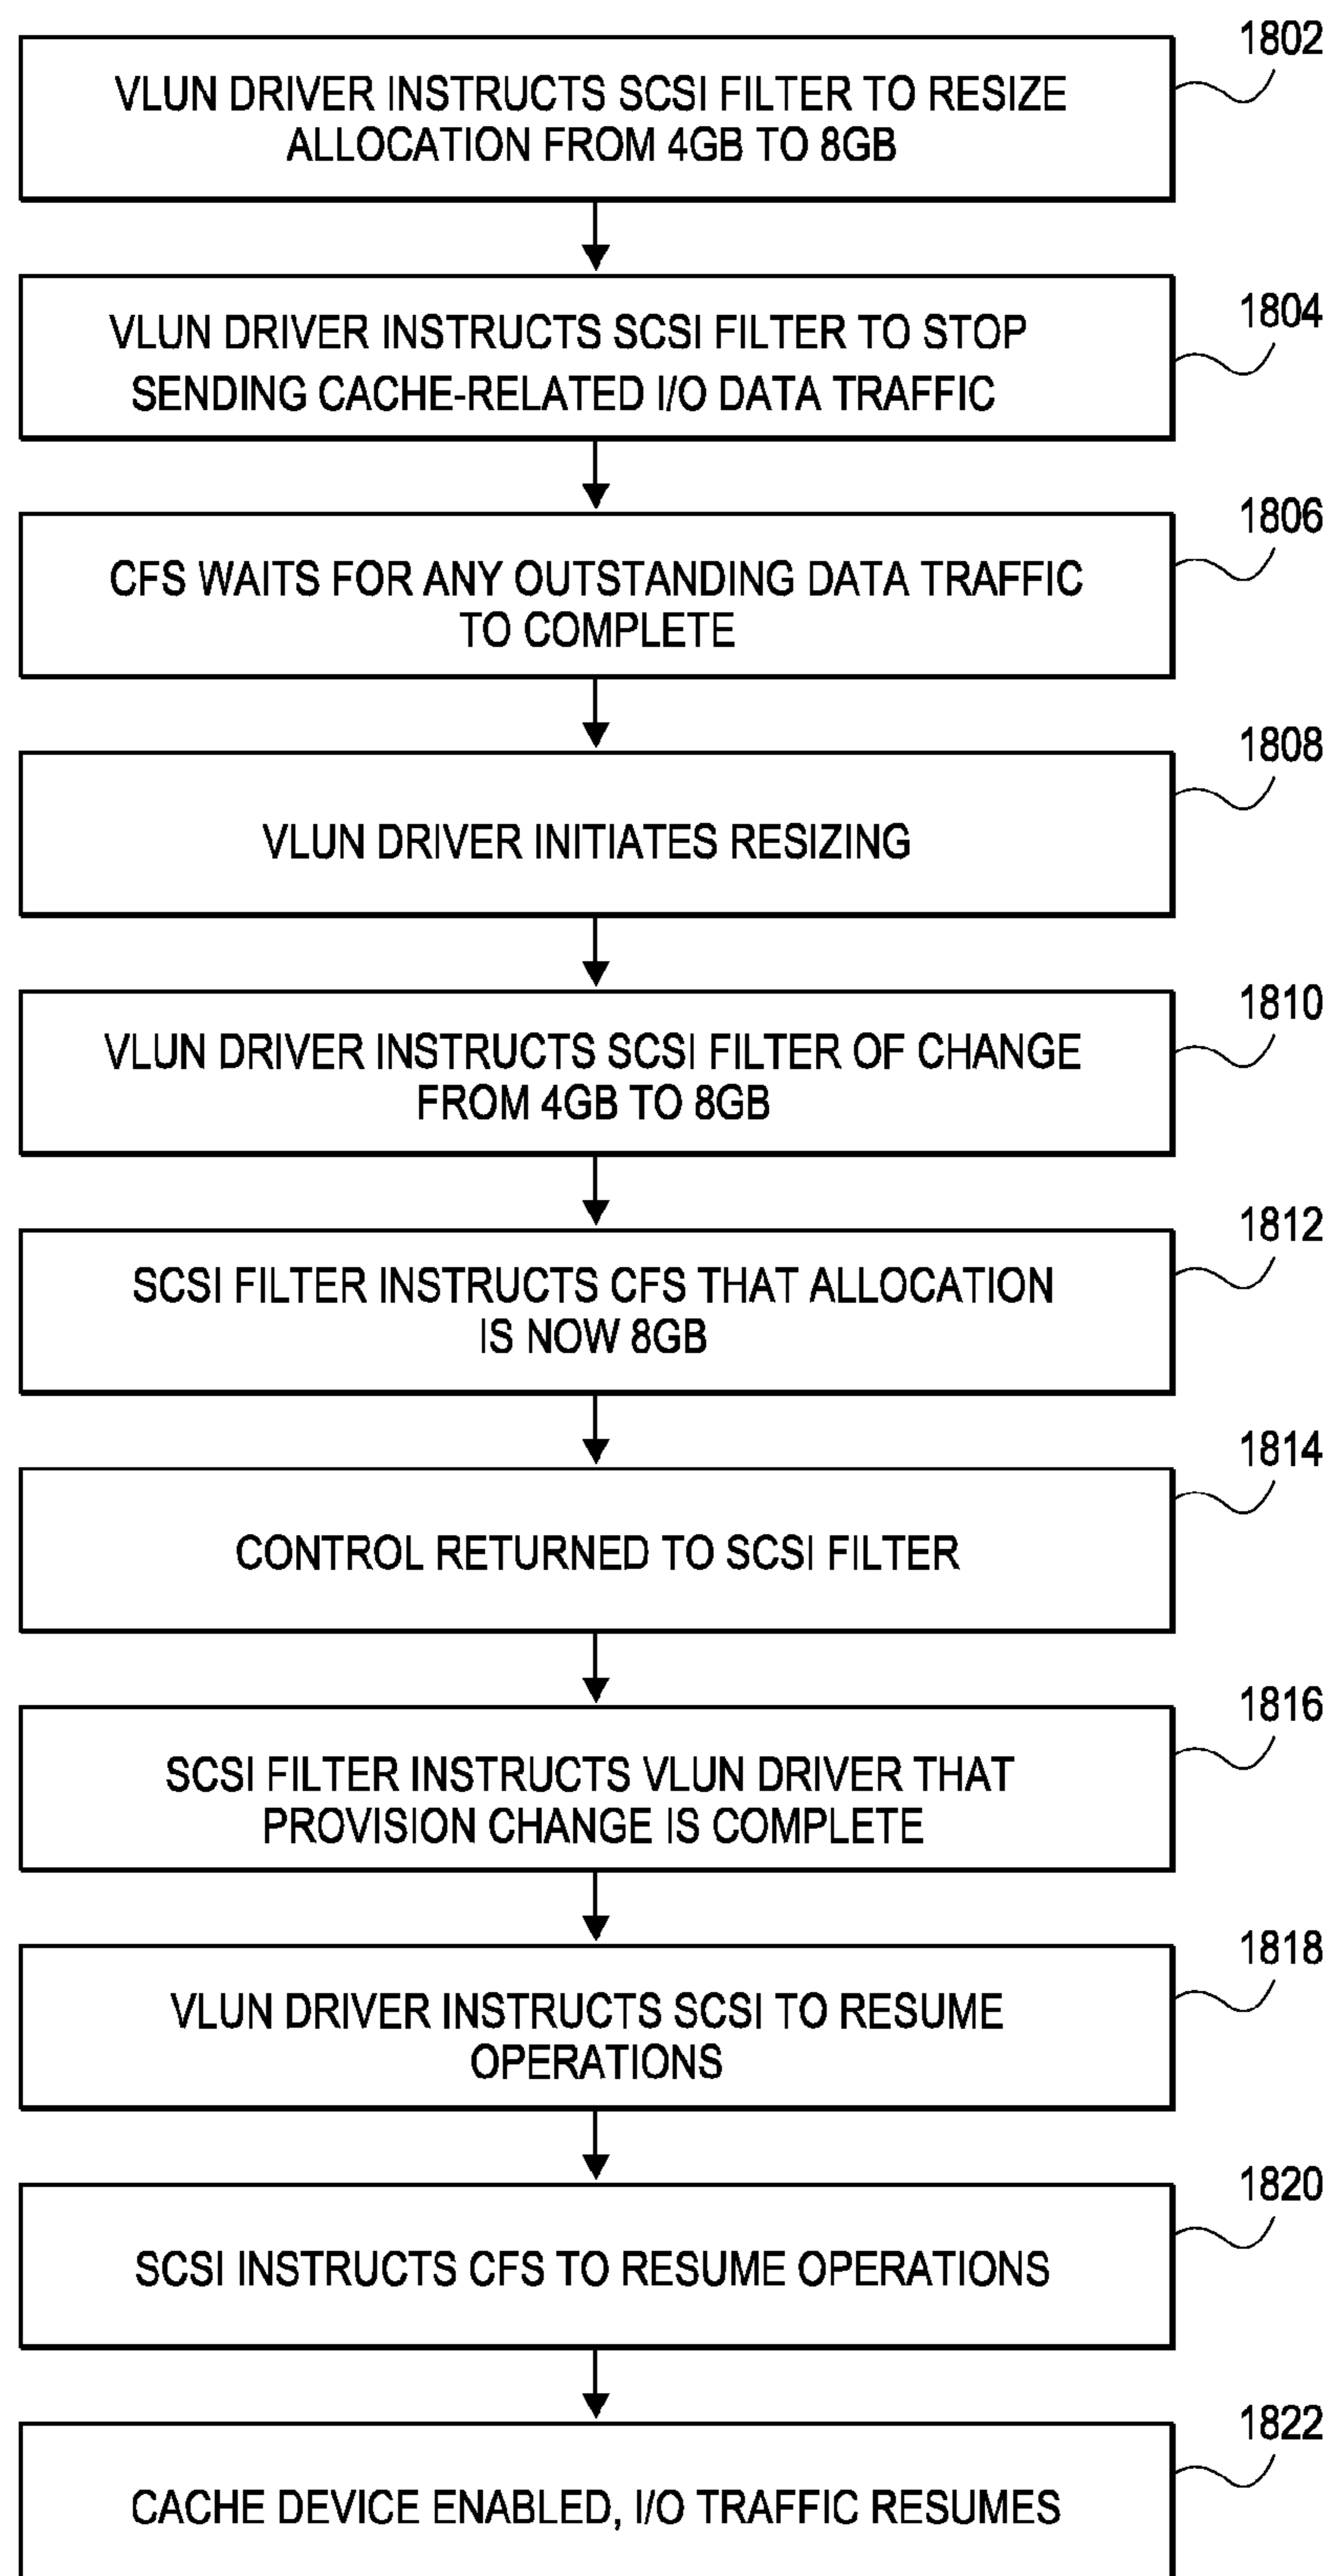 1802
VLUN DRIVER INSTRUCTS SCSI FILTER TO RESIZE
ALLOCATION FROM 4GB TO 8GB
1804
VLUN DRIVER INSTRUCTS SCSI FILTER TO STOP
SENDING CACHE-RELATED I/O DATA TRAFFIC
1806
CFS WAITS FOR ANY OUTSTANDING DATA TRAFFIC
TO COMPLETE
1808
VLUN DRIVER INITIATES RESIZING
1810
VLUN DRIVER INSTRUCTS SCSI FILTER OF CHANGE
FROM 4GB TO 8GB
1812
SCSI FILTER INSTRUCTS CFS THAT ALLOCATION
IS NOW 8GB
1814
CONTROL RETURNED TO SCSI FILTER
1816
SCSI FILTER INSTRUCTS VLUN DRIVER THAT
PROVISION CHANGE IS COMPLETE
1818
VLUN DRIVER INSTRUCTS SCSI TO RESUME
OPERATIONS
1820
SCSI INSTRUCTS CFS TO RESUME OPERATIONS
1822
CACHE DEVICE ENABLED, I/O TRAFFIC RESUMES